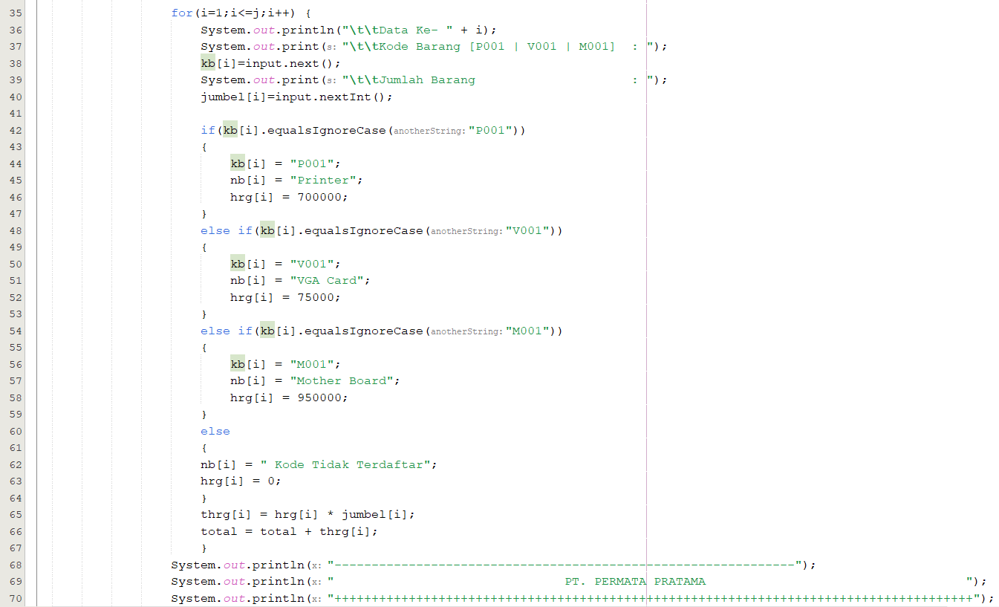 35 for(i=1;i<=j;i++) {
36 System.out.println("\t\tData Ke- " + i);
37 System.out.print(s: "\t\tKode Barang [P001 | V001 | M001]  : ");
38 kb[i]=input.next();
39 System.out.print(s: "\t\tJumlah Barang                     : ");
40 jumbel[i]=input.nextInt();
41
42 if(kb[i].equalsIgnoreCase(anotherString: "P001"))
43 {
44 kb[i] = "P001";
45 nb[i] = "Printer";
46 hrg[i] = 700000;
47 }
48 else if(kb[i].equalsIgnoreCase(anotherString: "V001"))
49 {
50 kb[i] = "V001";
51 nb[i] = "VGA Card";
52 hrg[i] = 75000;
53 }
54 else if(kb[i].equalsIgnoreCase(anotherString: "M001"))
55 {
56 kb[i] = "M001";
57 nb[i] = "Mother Board";
58 hrg[i] = 950000;
59 }
60 else
61 {
62 nb[i] = " Kode Tidak Terdaftar";
63 hrg[i] = 0;
64 }
65 thrg[i] = hrg[i] * jumbel[i];
66 total = total + thrg[i];
67 }
68 System.out.println(x: "--------------------------------------------------------------");
69 System.out.println(x: "                               PT. PERMATA PRATAMA                                   ");
70 System.out.println(x: "++++++++++++++++++++++++++++++++++++++++++++++++++++++++++++++++++++++++++++++++++++++");